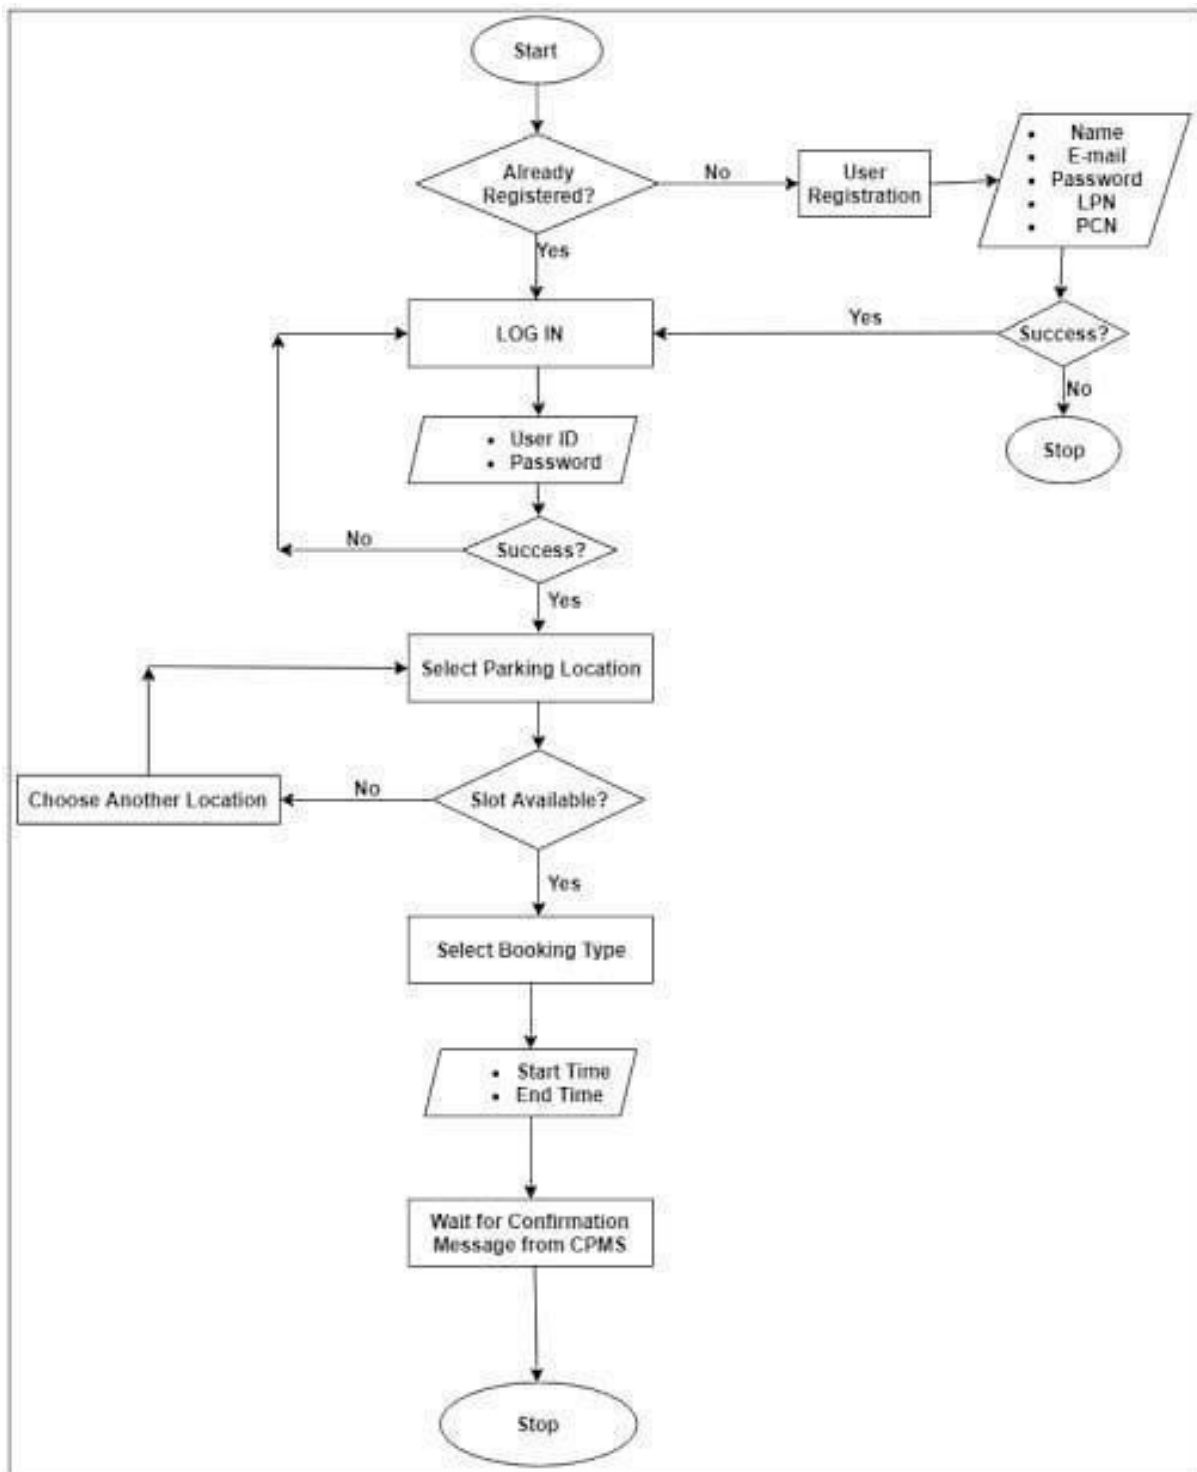 Start
Already
Registered?
No
User
Registration
• Name
• E-mail
• Password
• LPN
• PCN
Yes
LOG IN
Yes
Success?
No
Stop
• User ID
• Password
No
Success?
Yes
Select Parking Location
Choose Another Location
No
Slot Available?
Yes
Select Booking Type
• Start Time
• End Time
Wait for Confirmation
Message from CPMS
Stop